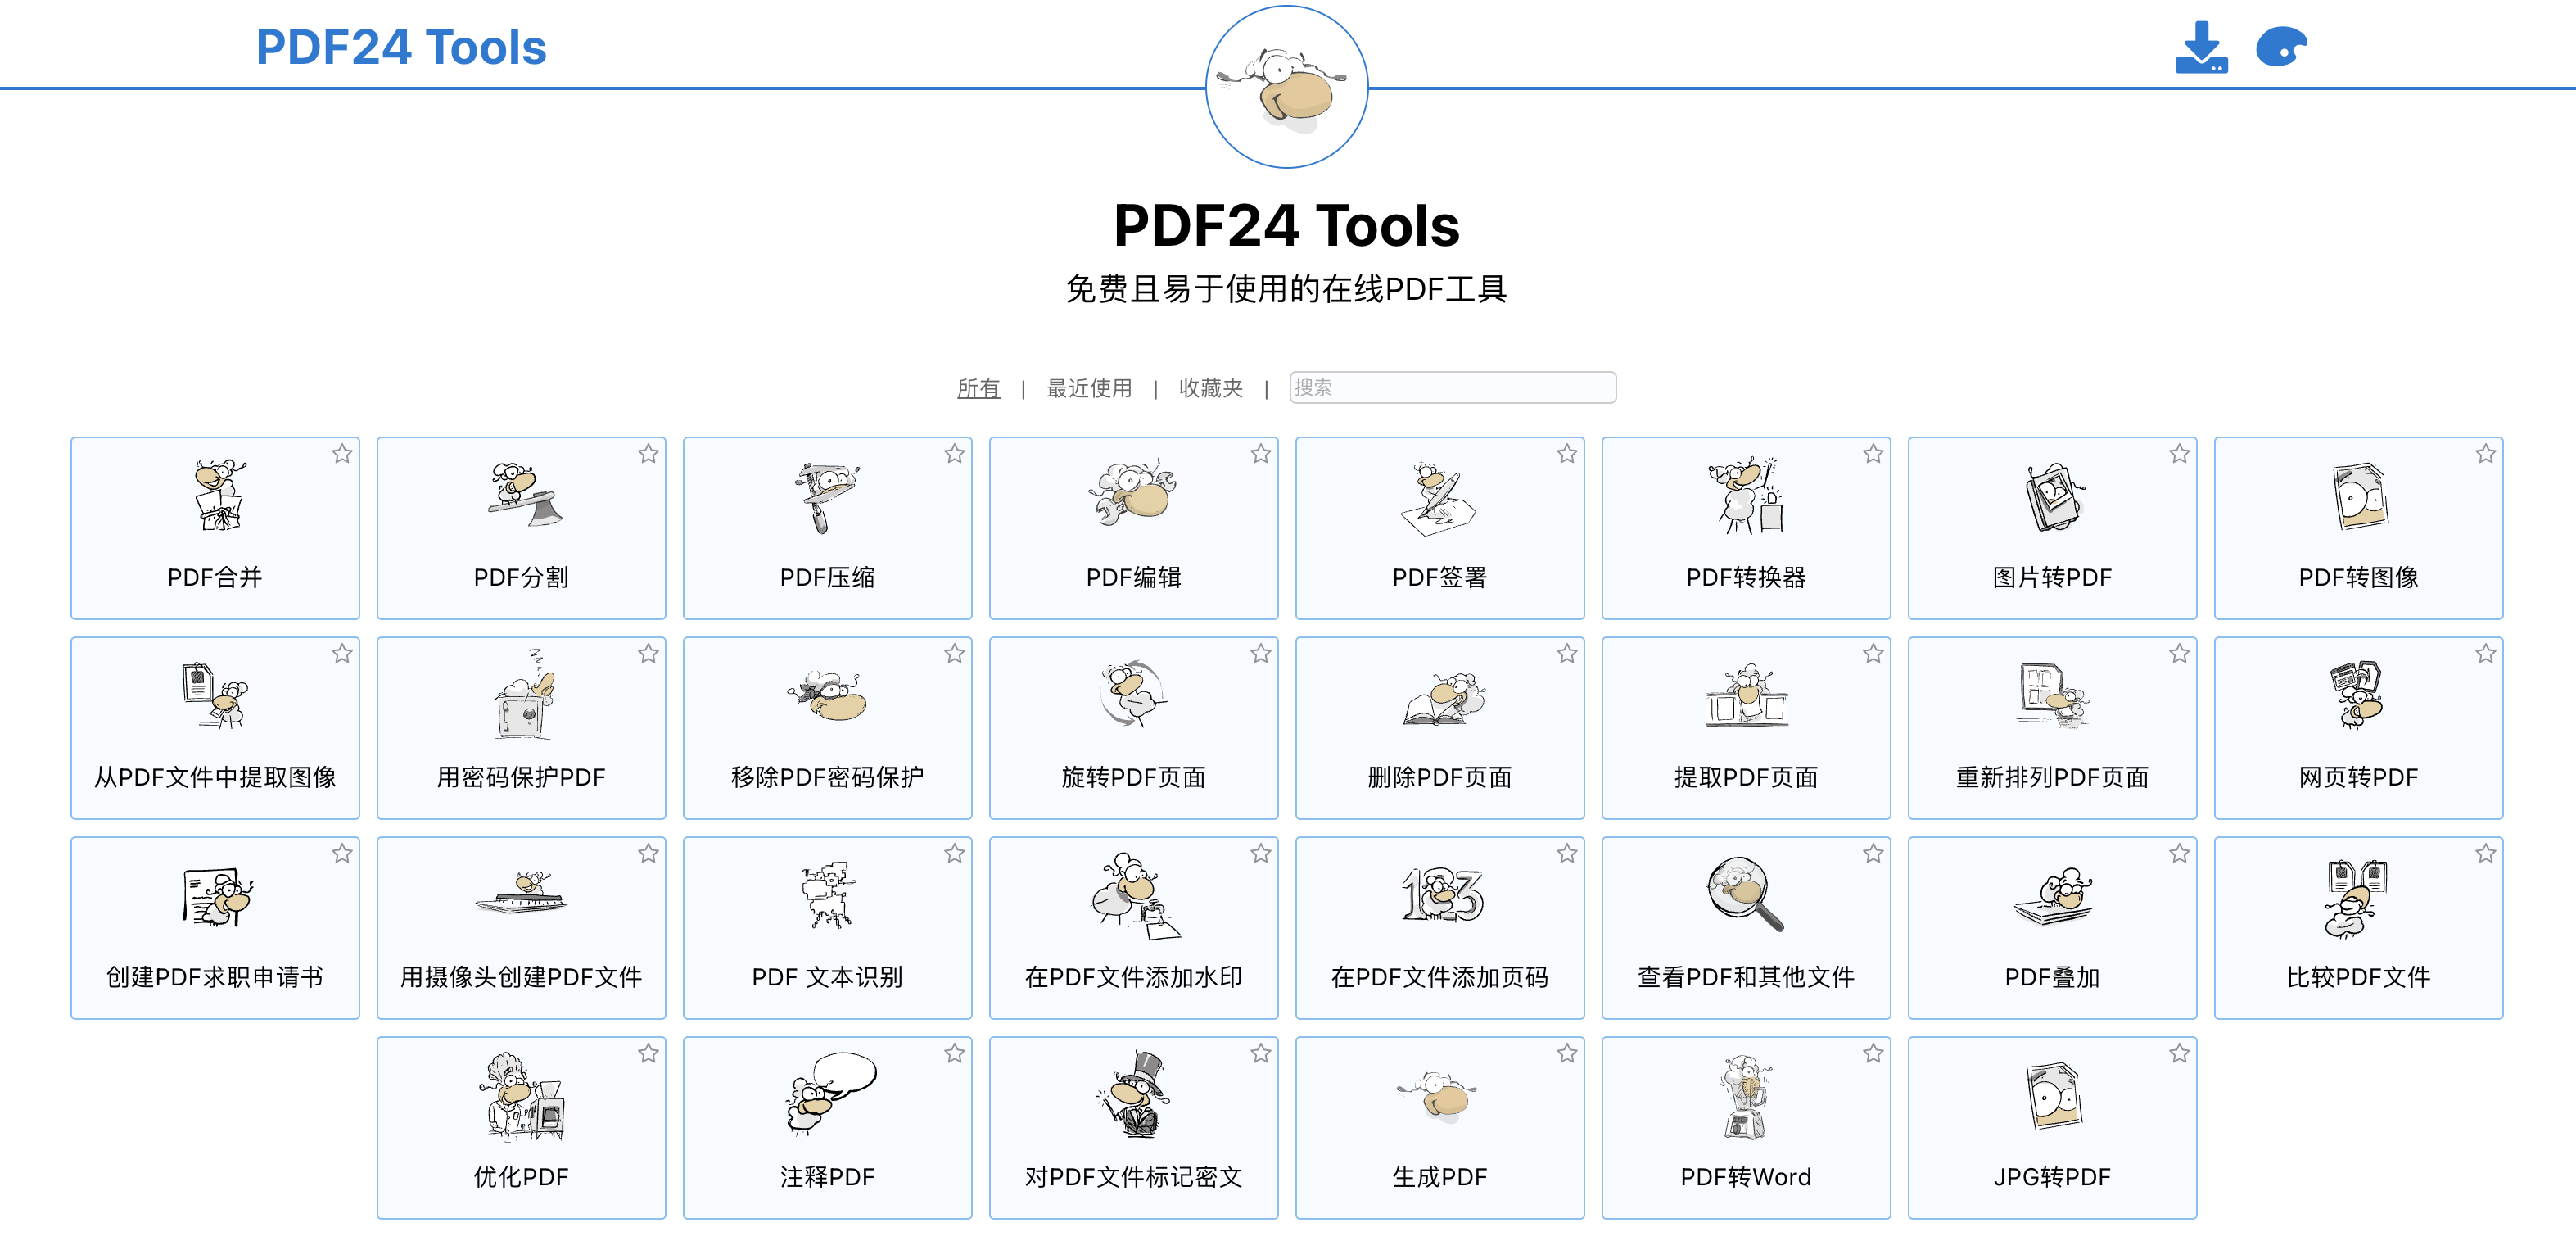 PDF24 Tools
PDF24 Tools
免费且易于使用的在线PDF工具
所有 | 最近使用 | 收藏夹 | 搜索
PDF合并
PDF分割
PDF压缩
PDF编辑
PDF签署
PDF转换器
图片转PDF
PDF转图像
从PDF文件中提取图像
用密码保护PDF
移除PDF密码保护
旋转PDF页面
删除PDF页面
提取PDF页面
重新排列PDF页面
网页转PDF
123
创建PDF求职申请书
用摄像头创建PDF文件
PDF 文本识别
在PDF文件添加水印
在PDF文件添加页码
查看PDF和其他文件
PDF叠加
比较PDF文件
优化PDF
注释PDF
对PDF文件标记密文
生成PDF
PDF转Word
JPG转PDF